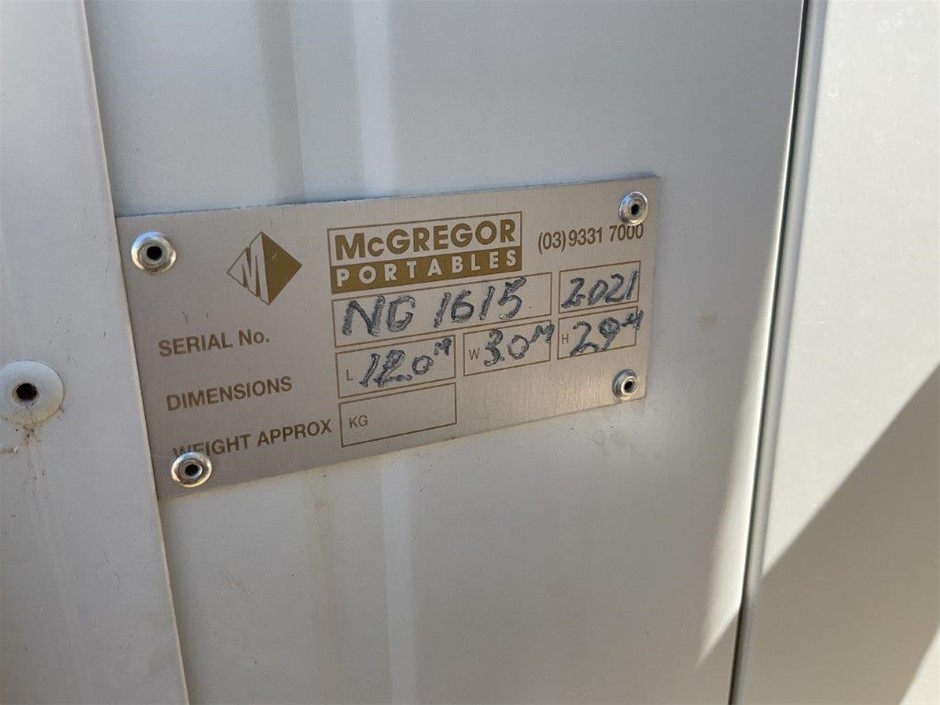 M
McGREGOR
PORTABLES
(03) 9331 7000
SERIAL No. NC 1615 2021
DIMENSIONS L 12.0M W 3.0M H 2.9M
WEIGHT APPROX KG